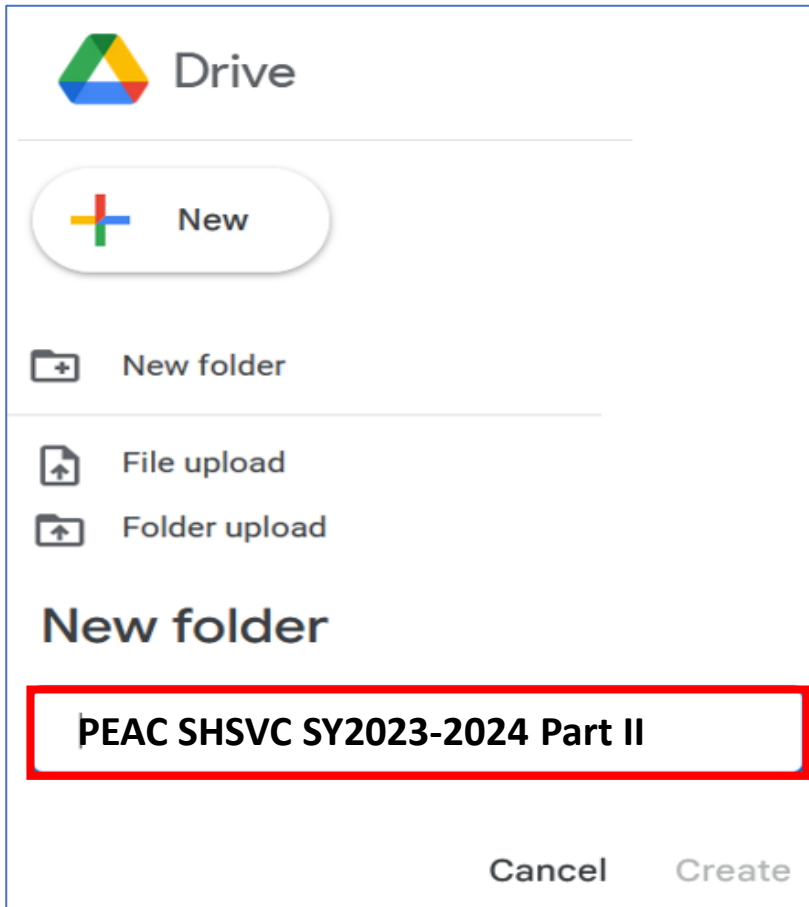 Drive
New
New folder
File upload
Folder upload
New folder
PEAC SHSVC SY2023-2024 Part II
Cancel Create